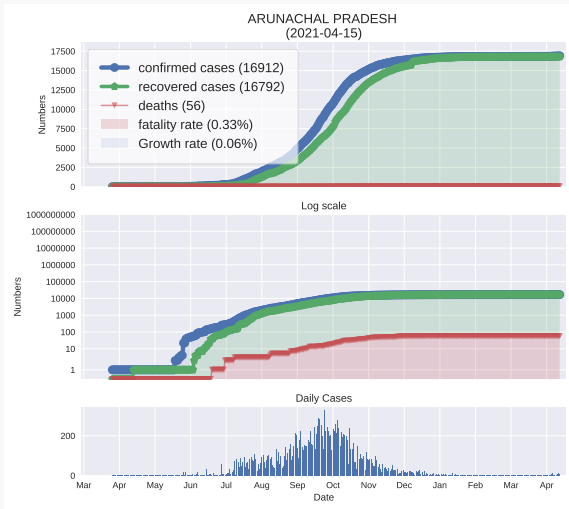 ARUNACHAL PRADESH
(2021-04-15)
17500
15000
12500
10000
7500
5000
2500
0
Numbers
confirmed cases (16912)
recovered cases (16792)
deaths (56)
fatality rate (0.33%)
Growth rate (0.06%)
Log scale
1000000000
100000000
10000000
1000000
100000
10000
1000
100
10
1
Numbers
Daily Cases
200
0
Mar Apr May Jun Jul Aug Sep Oct Nov Dec Jan Feb Mar Apr
Date